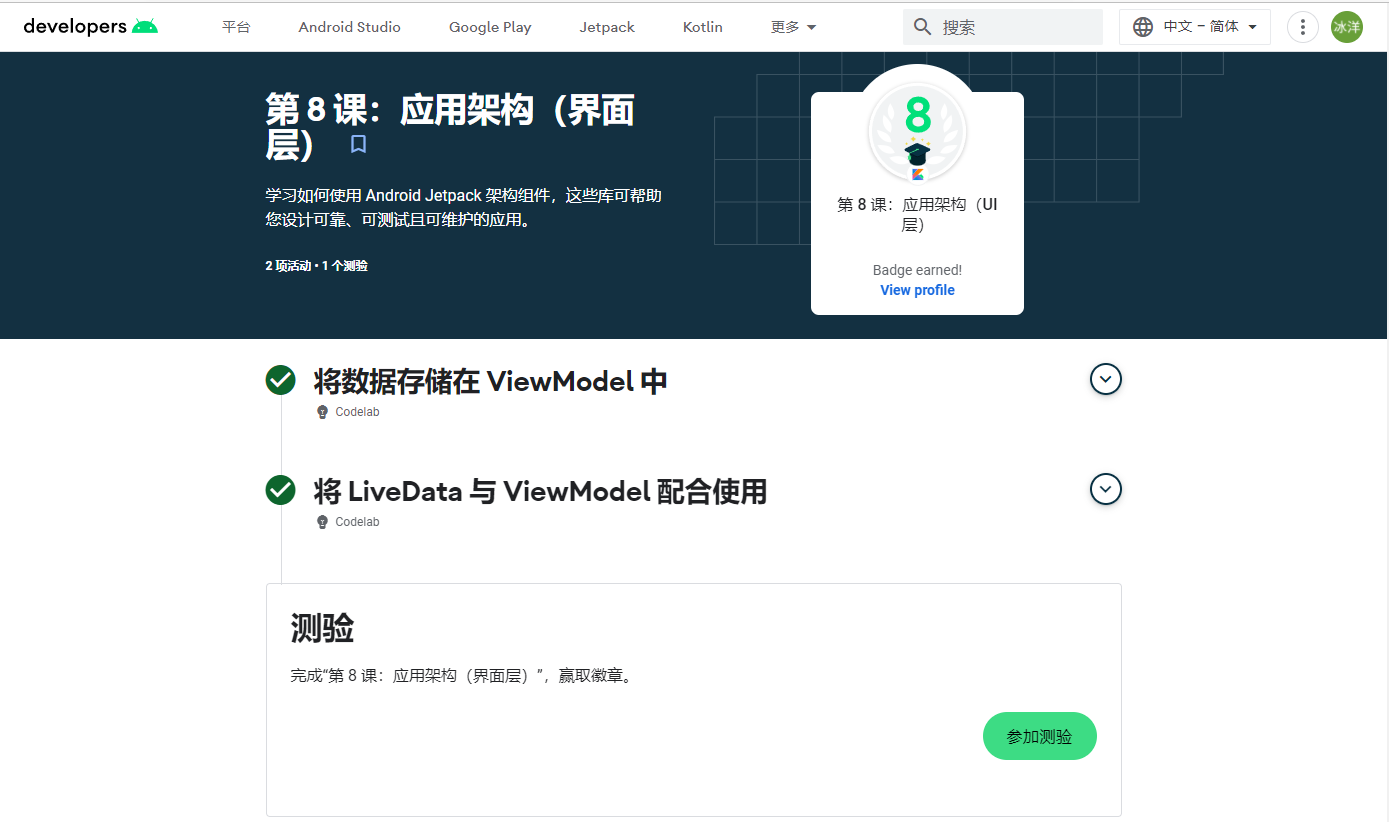 developers
平台
Android Studio
Google Play
Jetpack
Kotlin
更多
搜索
中文 – 简体
冰洋
第 8 课：应用架构（界面
层）
学习如何使用 Android Jetpack 架构组件，这些库可帮助
您设计可靠、可测试且可维护的应用。
2 项活动 • 1 个测验
8
第 8 课：应用架构（UI
层）
Badge earned!
View profile
将数据存储在 ViewModel 中
Codelab
将 LiveData 与 ViewModel 配合使用
Codelab
测验
完成“第 8 课：应用架构（界面层）”，赢取徽章。
参加测验